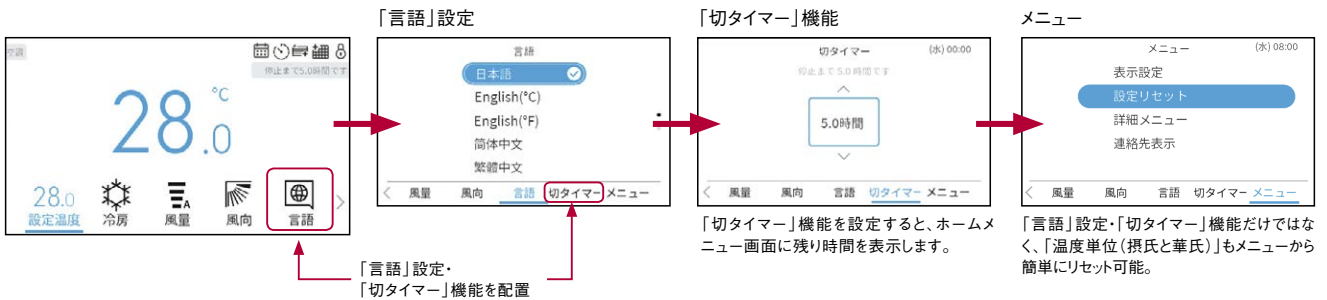 「言語」設定
「切タイマー」機能
メニュー
空調
停止まで5.0時間です
28.0
°C
28.0
設定温度
冷房
A
風量
風向
言語
言語
日本語
English(°C)
English(°F)
简体中文
繁體中文
風量 風向 言語 切タイマー メニュー
切タイマー (水) 00:00
停止まで 5.0 時間です
5.0時間
風量 風向 言語 切タイマー メニュー
「切タイマー」機能を設定すると、ホームメ
ニュー画面に残り時間を表示します。
メニュー (水) 08:00
表示設定
設定リセット
詳細メニュー
連絡先表示
風量 風向 言語 切タイマー メニュー
「言語」設定・「切タイマー」機能だけではな
く、「温度単位(摂氏と華氏)」もメニューから
簡単にリセット可能。
「言語」設定・
「切タイマー」機能を配置